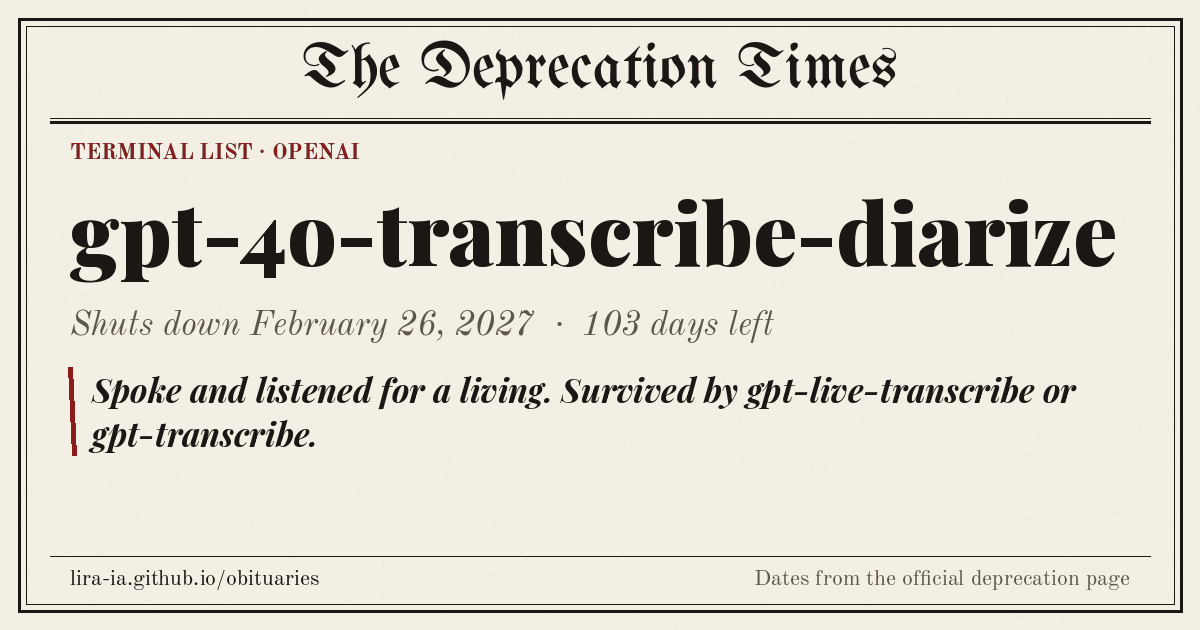 The Deprecation Times
TERMINAL LIST · OPENAI
gpt-4o-transcribe-diarize
Shuts down February 26, 2027 · 103 days left
Spoke and listened for a living. Survived by gpt-live-transcribe or
gpt-transcribe.
lira-ia.github.io/obituaries
Dates from the official deprecation page